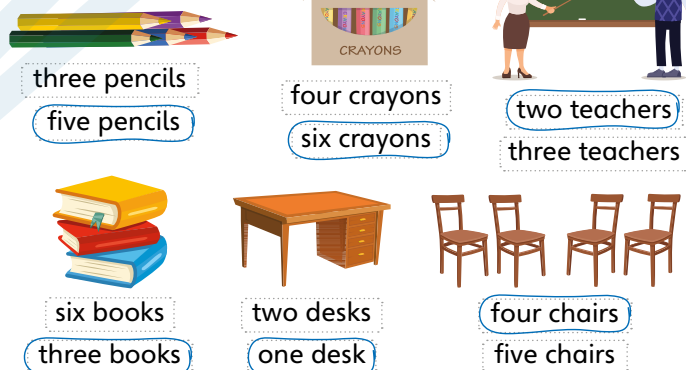 CRAYONS
three pencils
five pencils
four crayons
six crayons
two teachers
three teachers
six books
three books
two desks
one desk
four chairs
five chairs